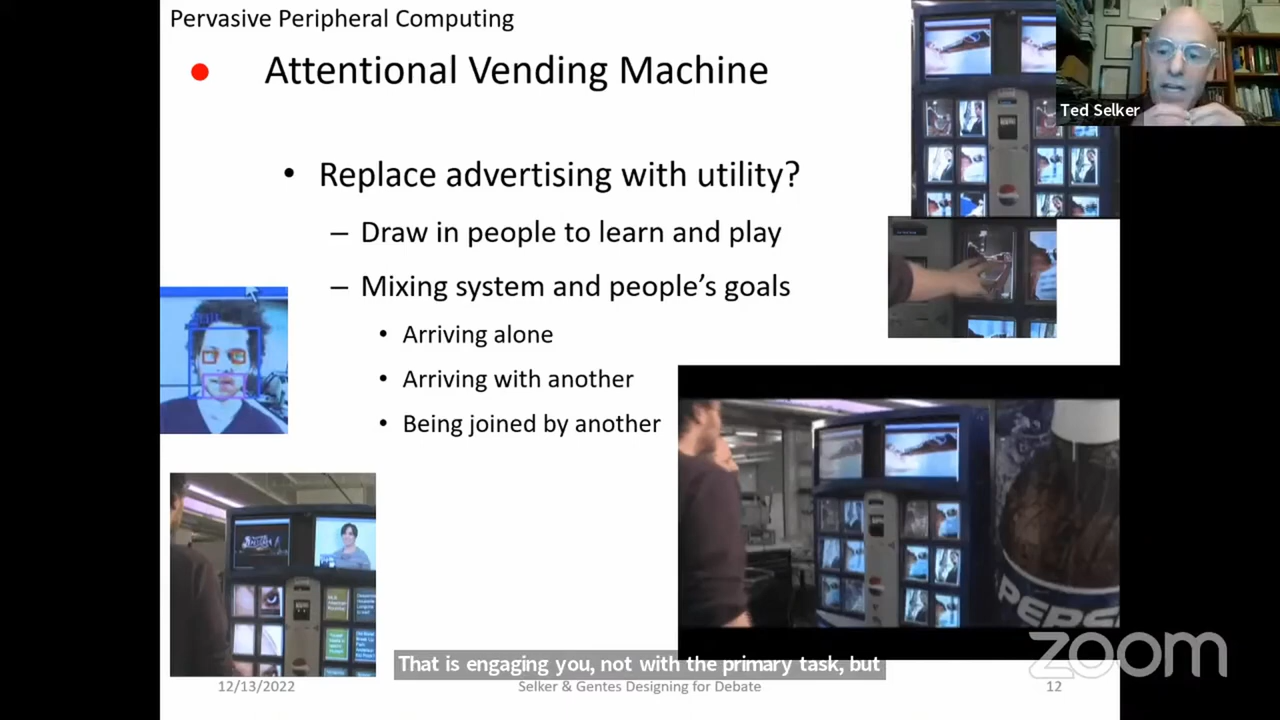 Pervasive Peripheral Computing
Attentional Vending Machine
Ted Selker
• Replace advertising with utility?
– Draw in people to learn and play
– Mixing system and people's goals
• Arriving alone
• Arriving with another
• Being joined by another
PEPS
That is engaging you, not with the primary task, but
zoom
12/13/2022
Selker & Gentes Designing for Debate
12